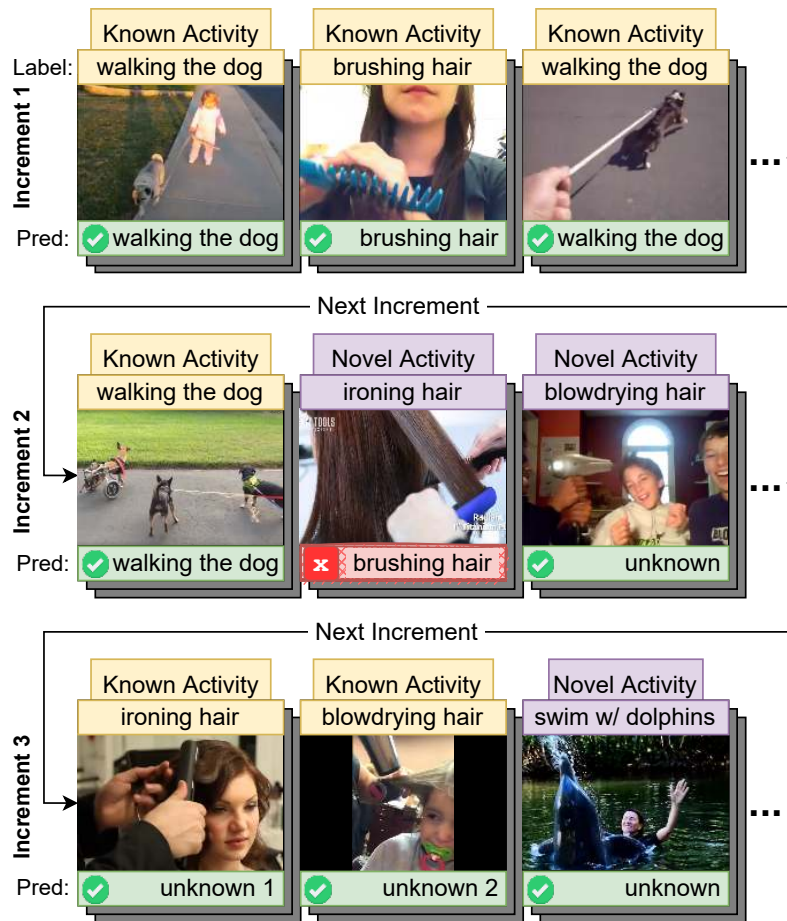 Known Activity Known Activity Known Activity
Label: walking the dog brushing hair walking the dog
Increment 1
...
Pred: walking the dog brushing hair walking the dog
Next Increment
Known Activity Novel Activity Novel Activity
walking the dog ironing hair blowdrying hair
Increment 2
TOOLS
...
Pred: walking the dog x brushing hair unknown
Next Increment
Known Activity Known Activity Novel Activity
ironing hair blowdrying hair swim w/ dolphins
Increment 3
...
Pred: unknown 1 unknown 2 unknown